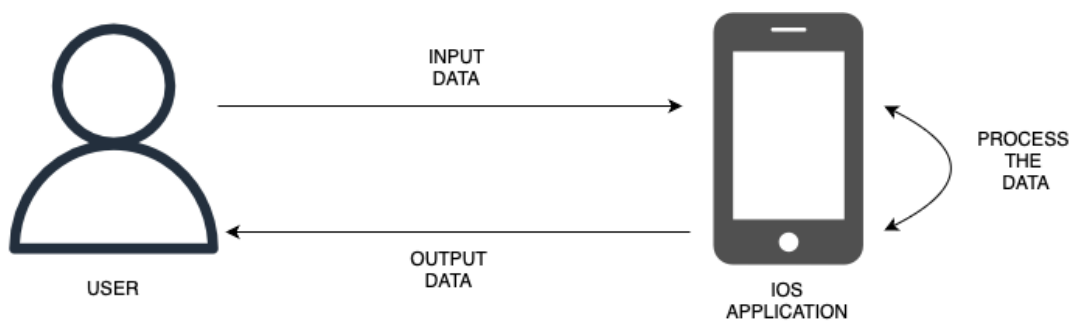 INPUT
DATA
PROCESS
THE
DATA
OUTPUT
DATA
USER
IOS
APPLICATION